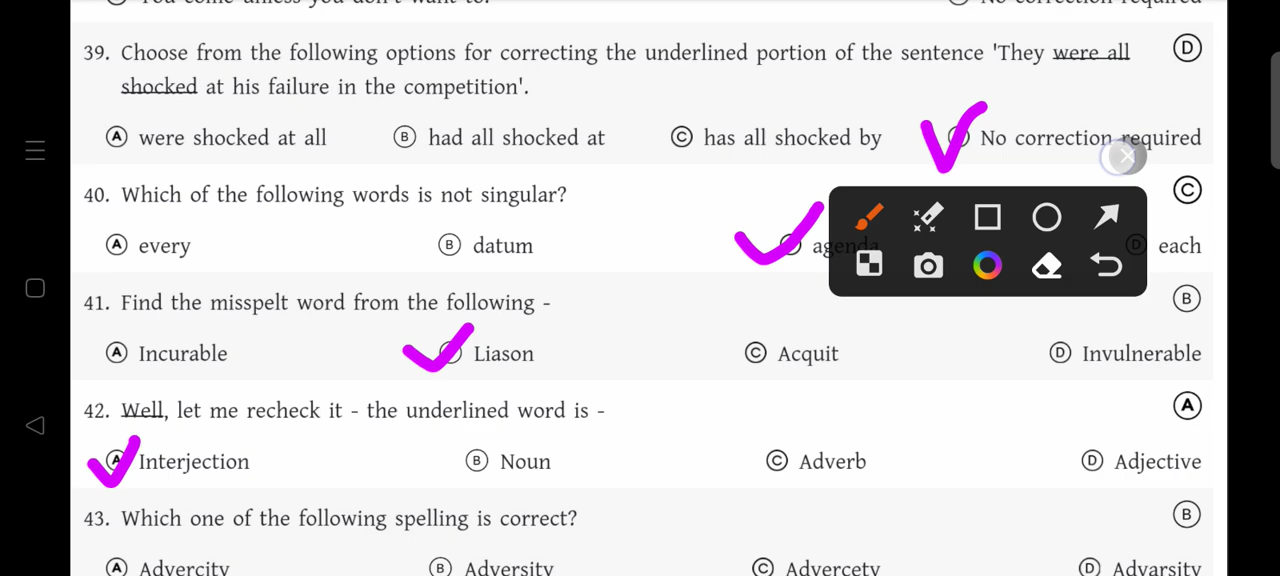 39. Choose from the following options for correcting the underlined portion of the sentence 'They were all D
shocked at his failure in the competition'.
A were shocked at all B had all shocked at C has all shocked by No correction required
40. Which of the following words is not singular? C
A every B datum agenda D each
41. Find the misspelt word from the following - B
A Incurable Liason C Acquit D Invulnerable
42. Well, let me recheck it - the underlined word is - A
A Interjection B Noun C Adverb D Adjective
43. Which one of the following spelling is correct? B
A Advercity B Adversity C Advercety D Advarsity